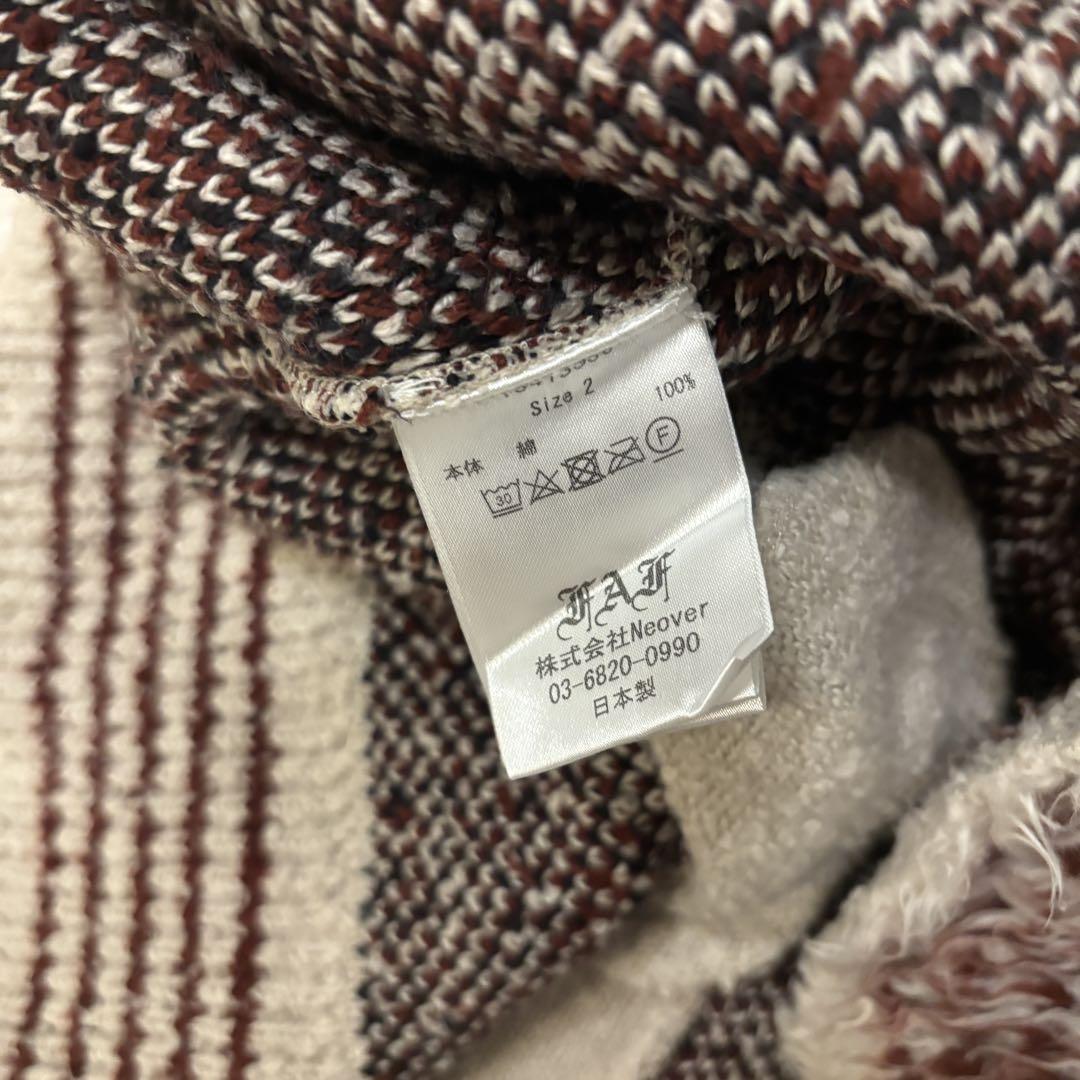 Size 2
本体 綿 100%
30 F
FAF
株式会社Neover
03-6820-0990
日本製